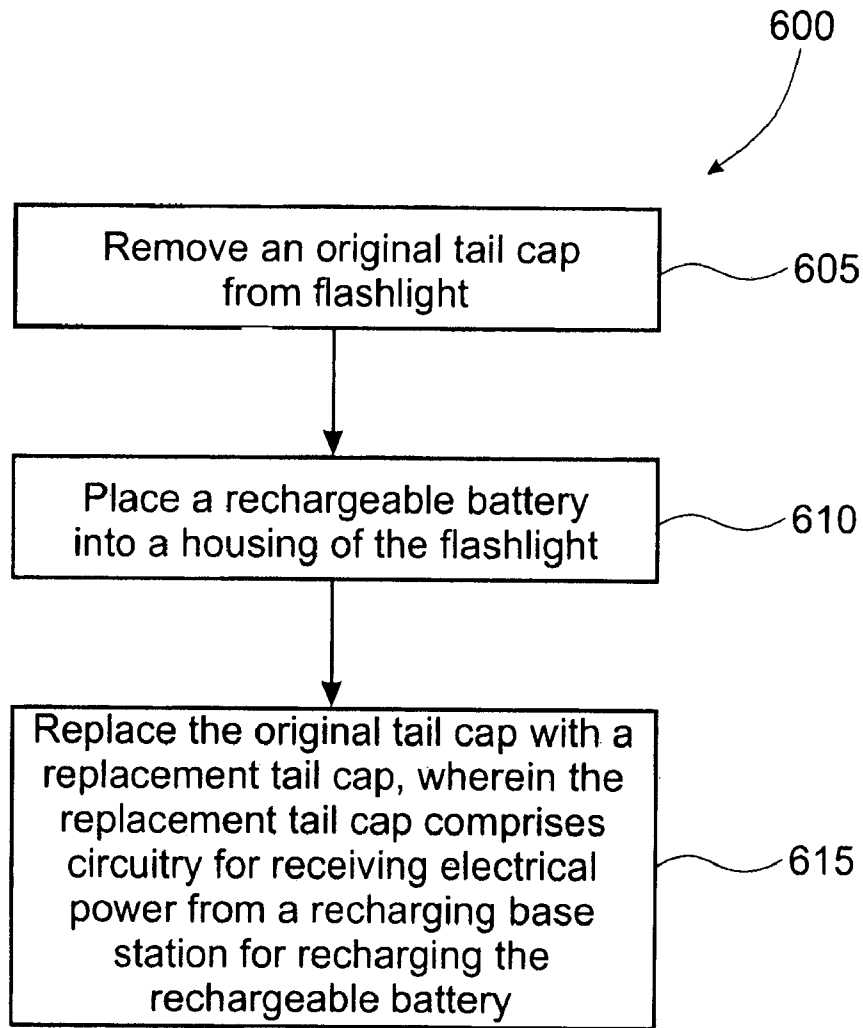 600
Remove an original tail cap
from flashlight
605
Place a rechargeable battery
into a housing of the flashlight
610
Replace the original tail cap with a
replacement tail cap, wherein the
replacement tail cap comprises
circuitry for receiving electrical
power from a recharging base
station for recharging the
rechargeable battery
615